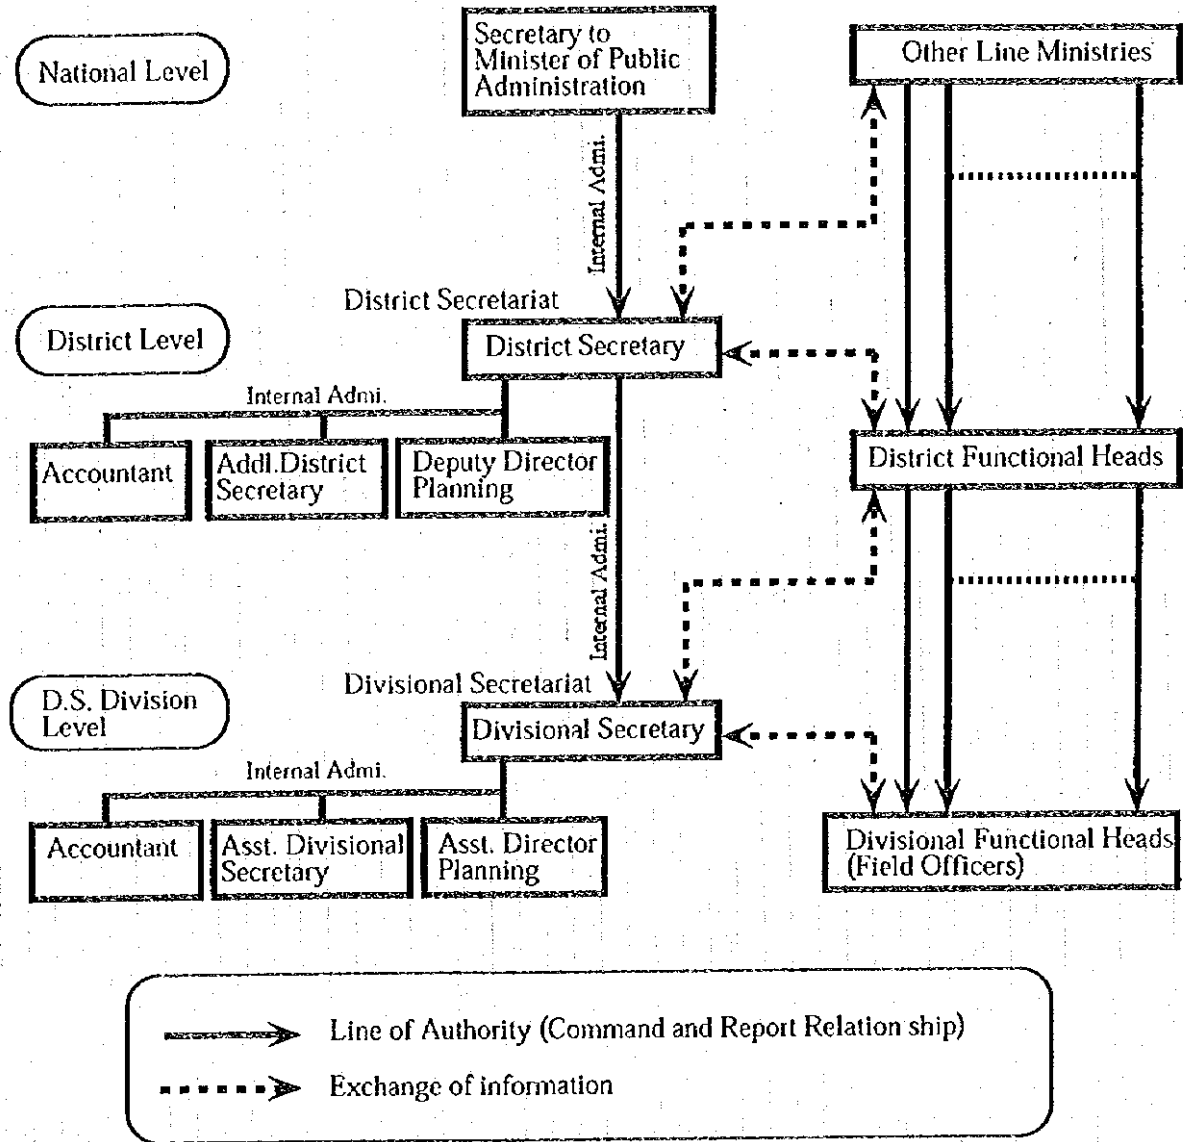 National Level
Secretary to
Minister of Public
Administration
Other Line Ministries
Internal Admi.
District Secretariat
District Level
District Secretary
Internal Admi.
Accountant
Addl.District
Secretary
Deputy Director
Planning
District Functional Heads
Internal Admi.
Divisional Secretariat
D.S. Division
Level
Divisional Secretary
Internal Admi.
Accountant
Asst. Divisional
Secretary
Asst. Director
Planning
Divisional Functional Heads
(Field Officers)
Line of Authority (Command and Report Relation ship)
Exchange of information